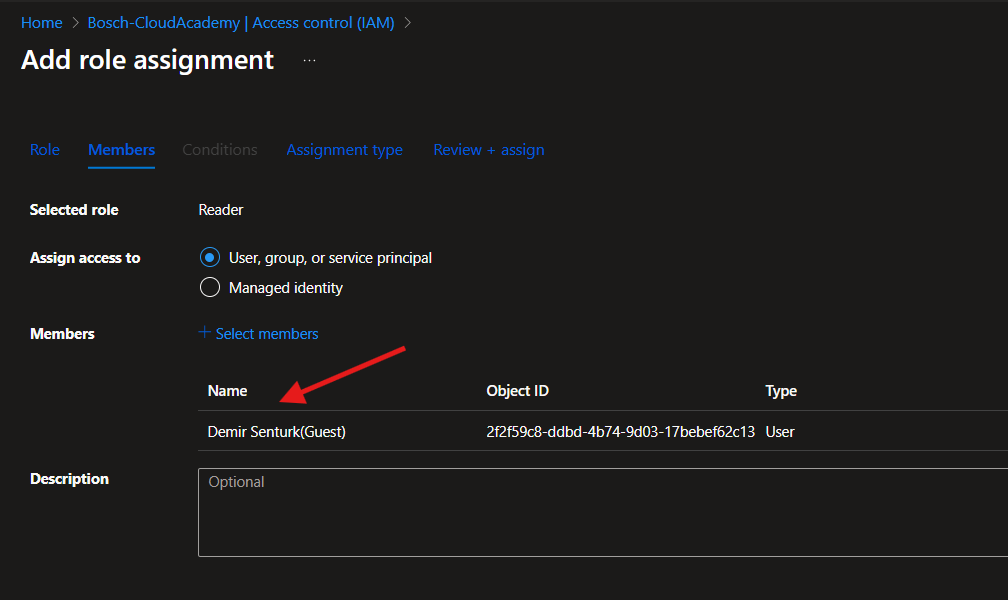 Home > Bosch-CloudAcademy | Access control (IAM) >
Add role assignment ...
Role Members Conditions Assignment type Review + assign
Selected role Reader
Assign access to User, group, or service principal
Managed identity
Members + Select members
Name Object ID Type
Demir Senturk(Guest) 2f2f59c8-ddbd-4b74-9d03-17bebef62c13 User
Description Optional